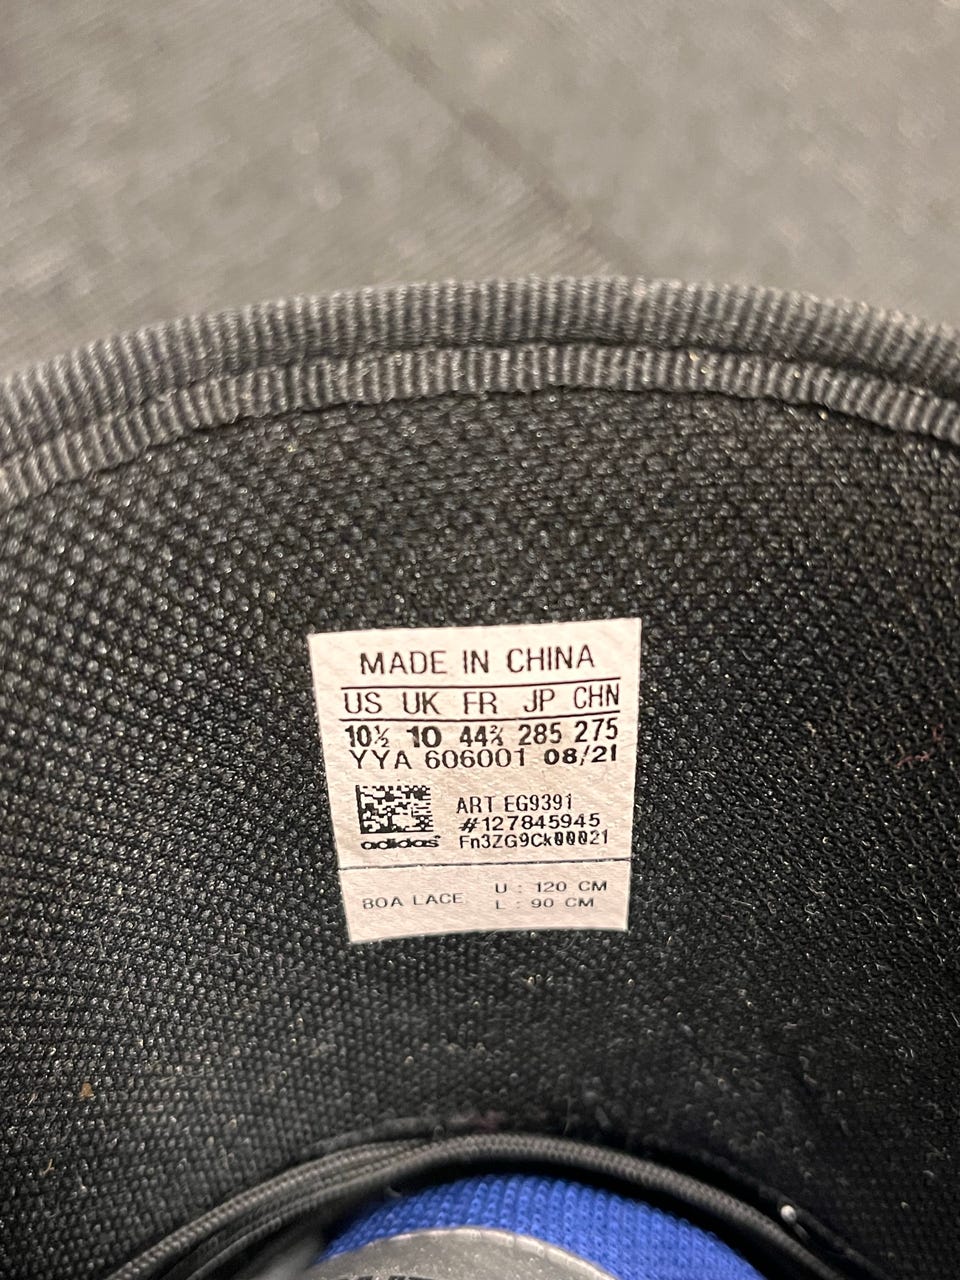 MADE IN CHINA
US UK FR JP CHN
10½ 10 44⅔ 285 275
YYA 606001 08/21
ART EG9391
#127845945
adidas Fn3ZG9Ck00021
80A LACE U : 120 CM
L : 90 CM